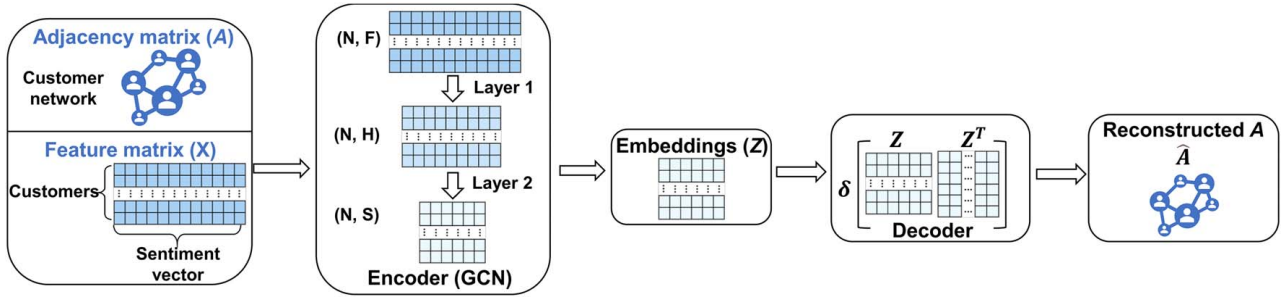 Adjacency matrix (A)
Customer
network
Feature matrix (X)
Customers
Sentiment
vector
(N, F)
Layer 1
(N, H)
Layer 2
(N, S)
Encoder (GCN)
Embeddings (Z)
Z Z^T
δ
Decoder
Reconstructed A
Â